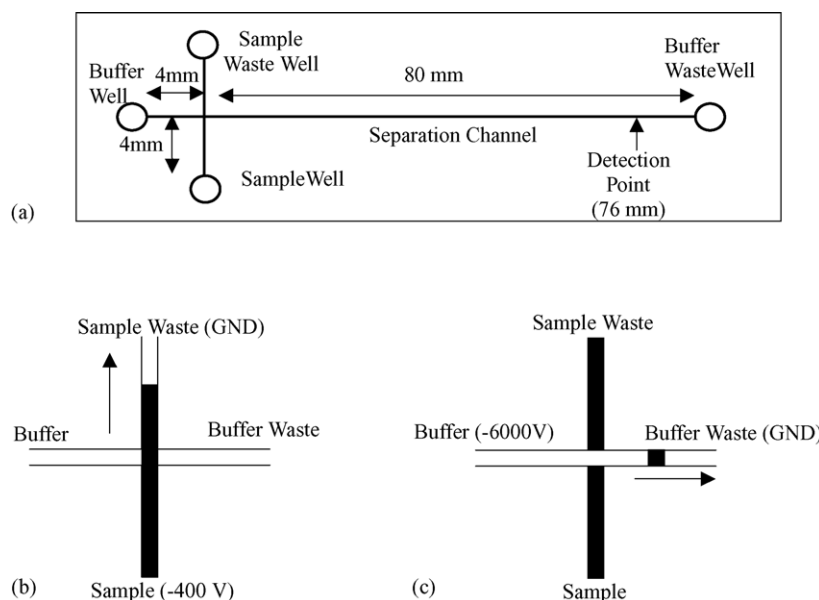 Sample
Waste Well
Buffer
Well
4mm
80 mm
Buffer
WasteWell
4mm
Separation Channel
SampleWell
Detection
Point
(76 mm)
(a)
Sample Waste (GND)
Buffer
Buffer Waste
Sample (-400 V)
(b)
Sample Waste
Buffer (-6000V)
Buffer Waste (GND)
Sample
(c)